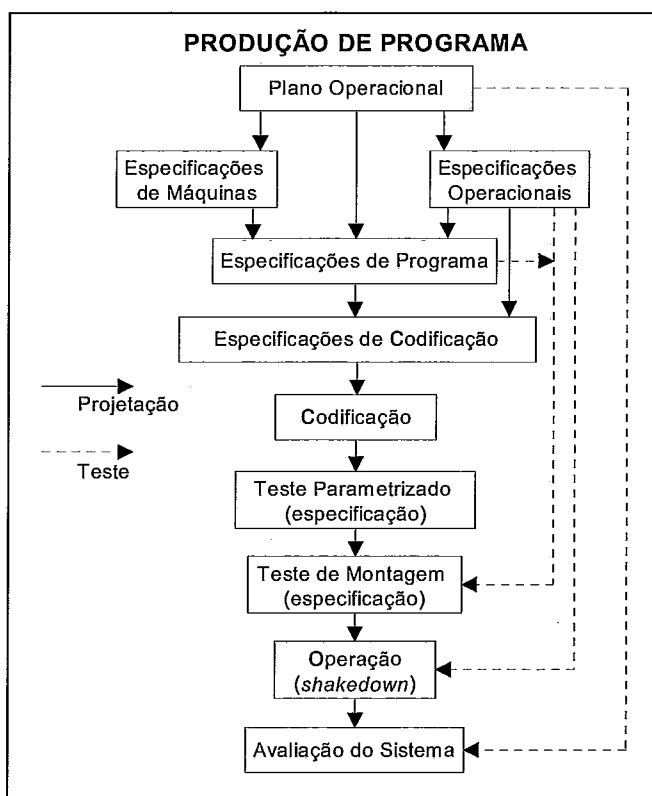 PRODUÇÃO DE PROGRAMA
Plano Operacional
Especificações
de Máquinas
Especificações
Operacionais
Especificações de Programa
Especificações de Codificação
Projetação
Codificação
Teste
Teste Parametrizado
(especificação)
Teste de Montagem
(especificação)
Operação
(shakedown)
Avaliação do Sistema